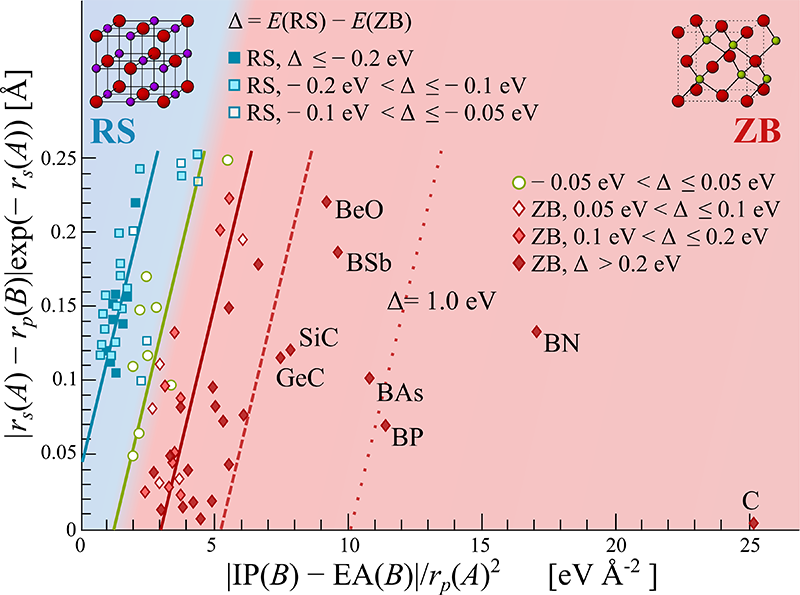 Δ = E(RS) − E(ZB)
RS, Δ ≤ − 0.2 eV
RS, − 0.2 eV < Δ ≤ − 0.1 eV
RS, − 0.1 eV < Δ ≤ − 0.05 eV
RS
ZB
− 0.05 eV < Δ ≤ 0.05 eV
ZB, 0.05 eV < Δ ≤ 0.1 eV
ZB, 0.1 eV < Δ ≤ 0.2 eV
ZB, Δ > 0.2 eV
|rs(A) − rp(B)|exp(− rs(A)) [Å]
0.25
0.2
0.15
0.1
0.05
0
BeO
BSb
Δ= 1.0 eV
SiC
BN
GeC
BAs
BP
C
0 5 10 15 20 25
|IP(B) − EA(B)|/rp(A)² [eV Å⁻²]